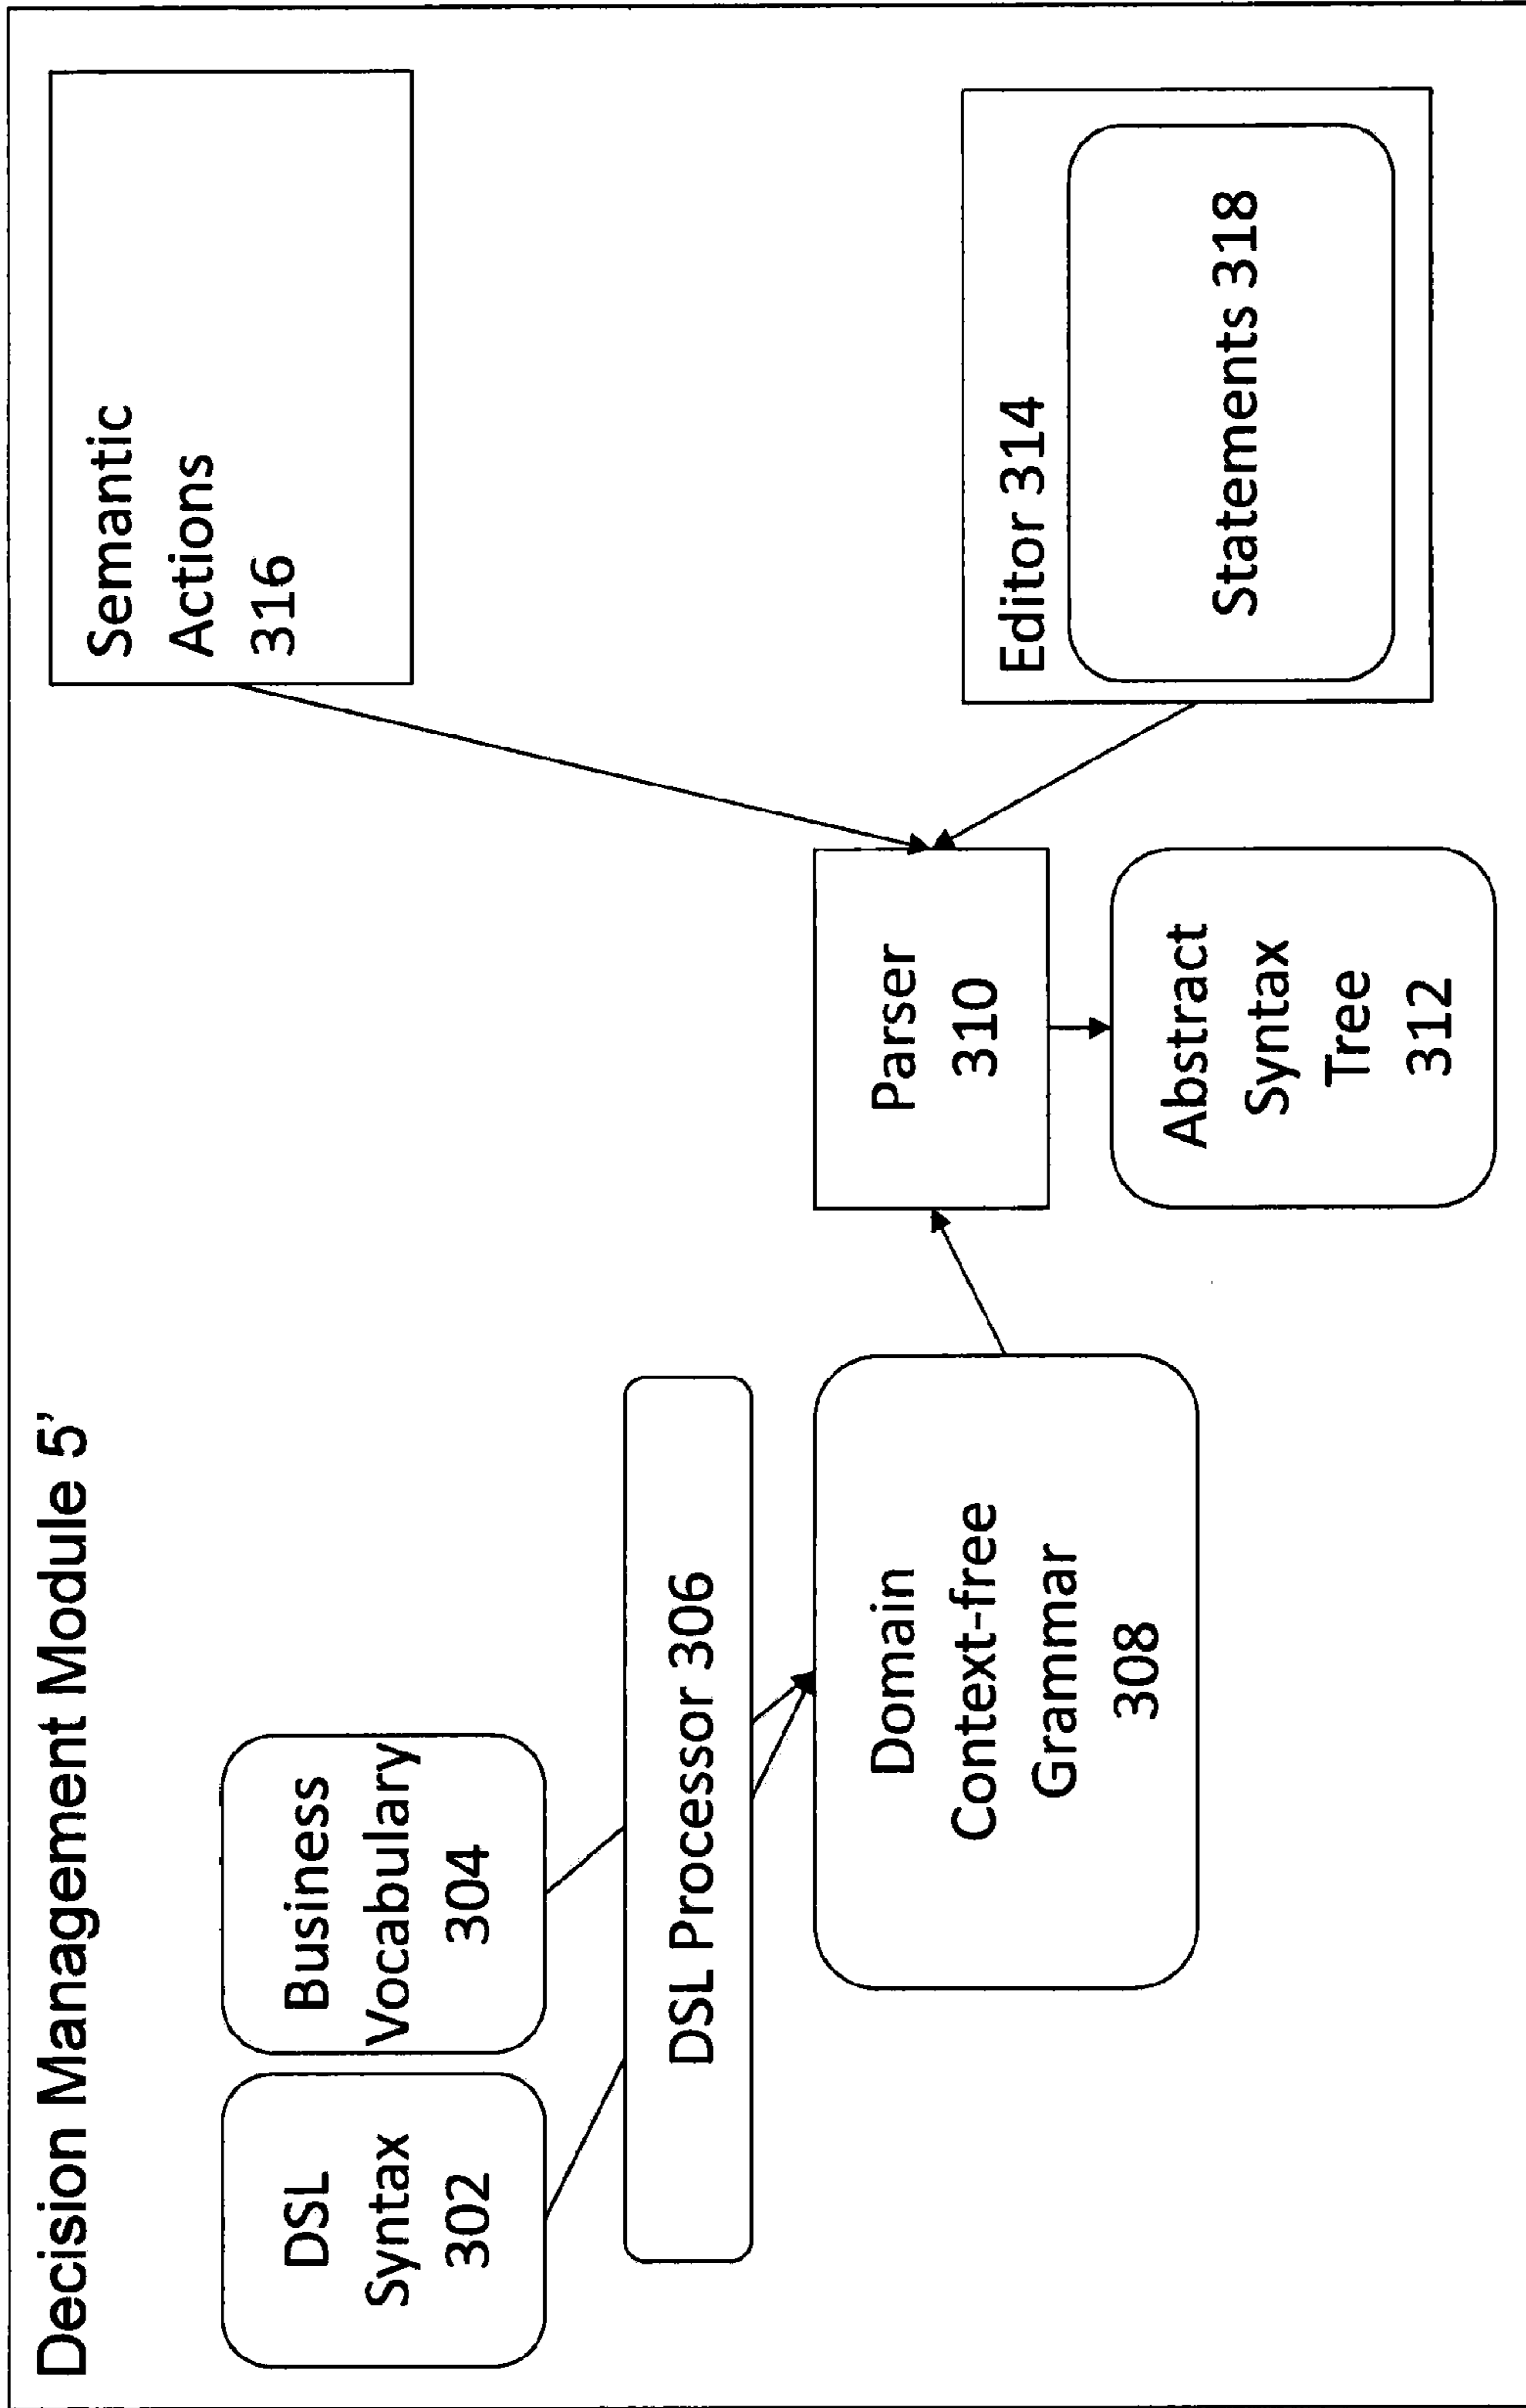 Decision Management Module 5'
DSL
Syntax
302
Business
Vocabulary
304
DSL Processor 306
Domain
Context-free
Grammar
308
Parser
310
Abstract
Syntax
Tree
312
Semantic
Actions
316
Editor 314
Statements 318